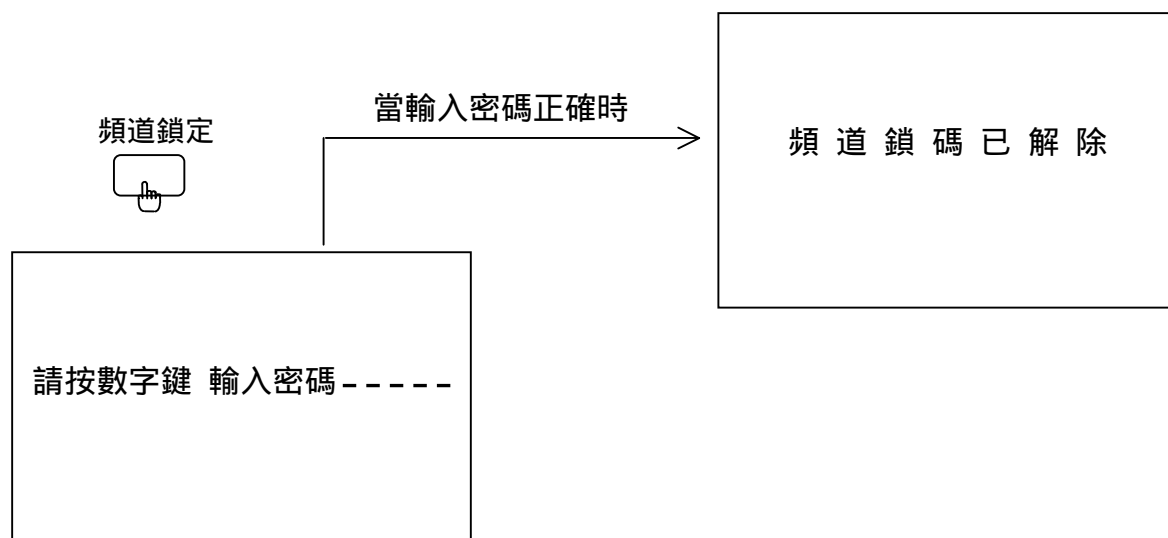 頻道鎖定
當輸入密碼正確時
頻 道 鎖 碼 已 解 除
請按數字鍵 輸入密碼-----